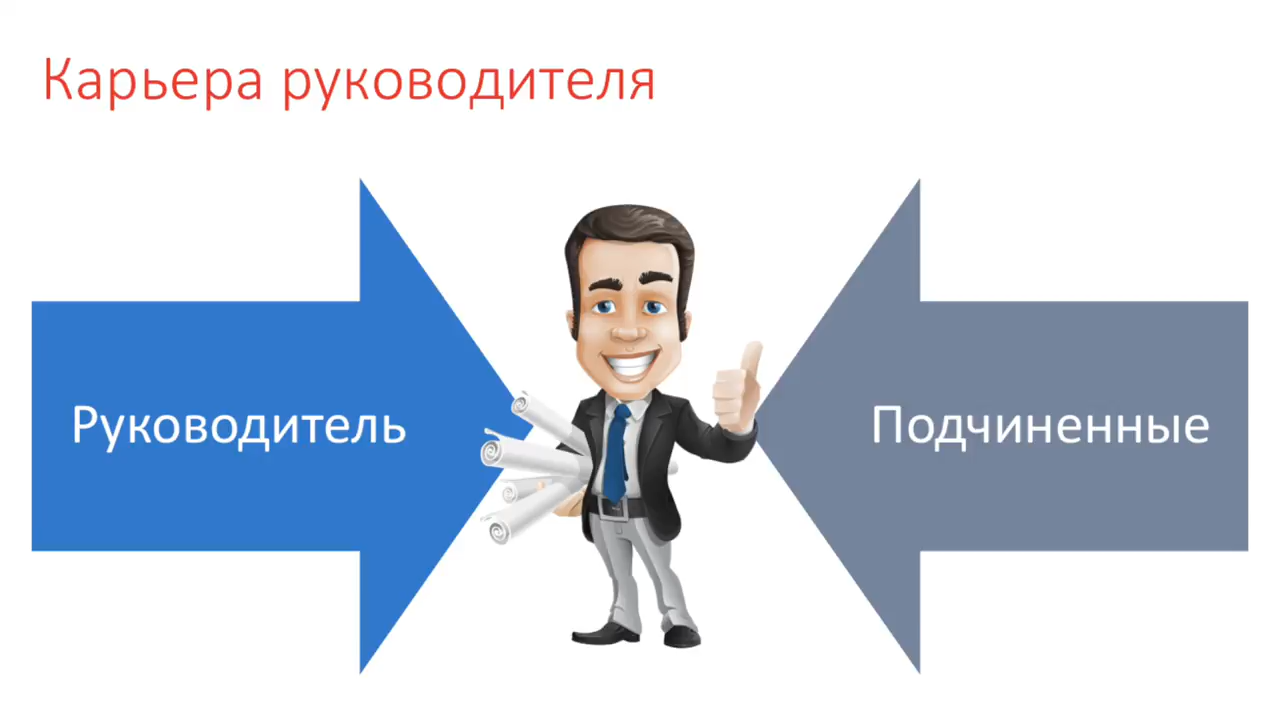 Карьера руководителя
Руководитель
Подчиненные